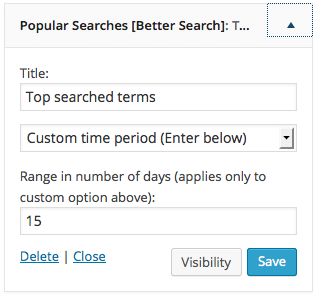 Popular Searches [Better Search]: T...
Title:
Top searched terms
Custom time period (Enter below)
Range in number of days (applies only to
custom option above):
15
Delete | Close
Visibility
Save